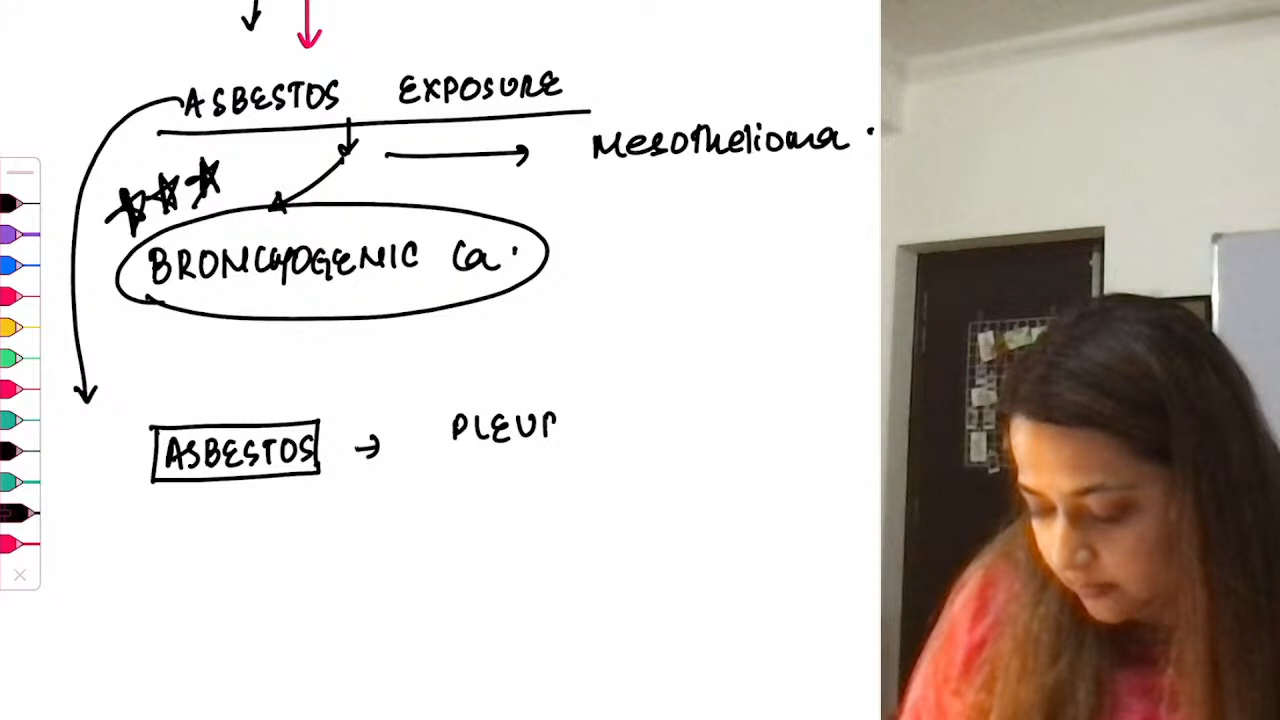 ASBESTOS EXPOSURE
Mesothelioma.
BRONCHOGENIC Ca.
ASBESTOS → PLEUR